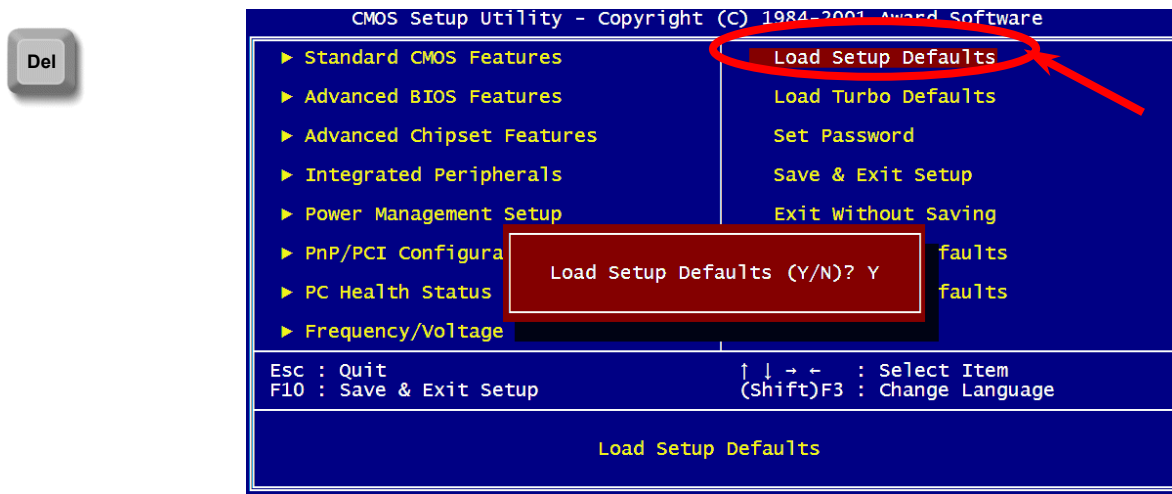 Del
CMOS Setup Utility - Copyright (C) 1984-2001 Award Software
► Standard CMOS Features
► Advanced BIOS Features
► Advanced Chipset Features
► Integrated Peripherals
► Power Management Setup
► PnP/PCI Configura
► PC Health Status
► Frequency/Voltage
Load Setup Defaults
Load Turbo Defaults
Set Password
Save & Exit Setup
Exit Without Saving
faults
faults
Load Setup Defaults (Y/N)? Y
Esc : Quit
F10 : Save & Exit Setup
↑ ↓ → ← : Select Item
(Shift)F3 : Change Language
Load Setup Defaults